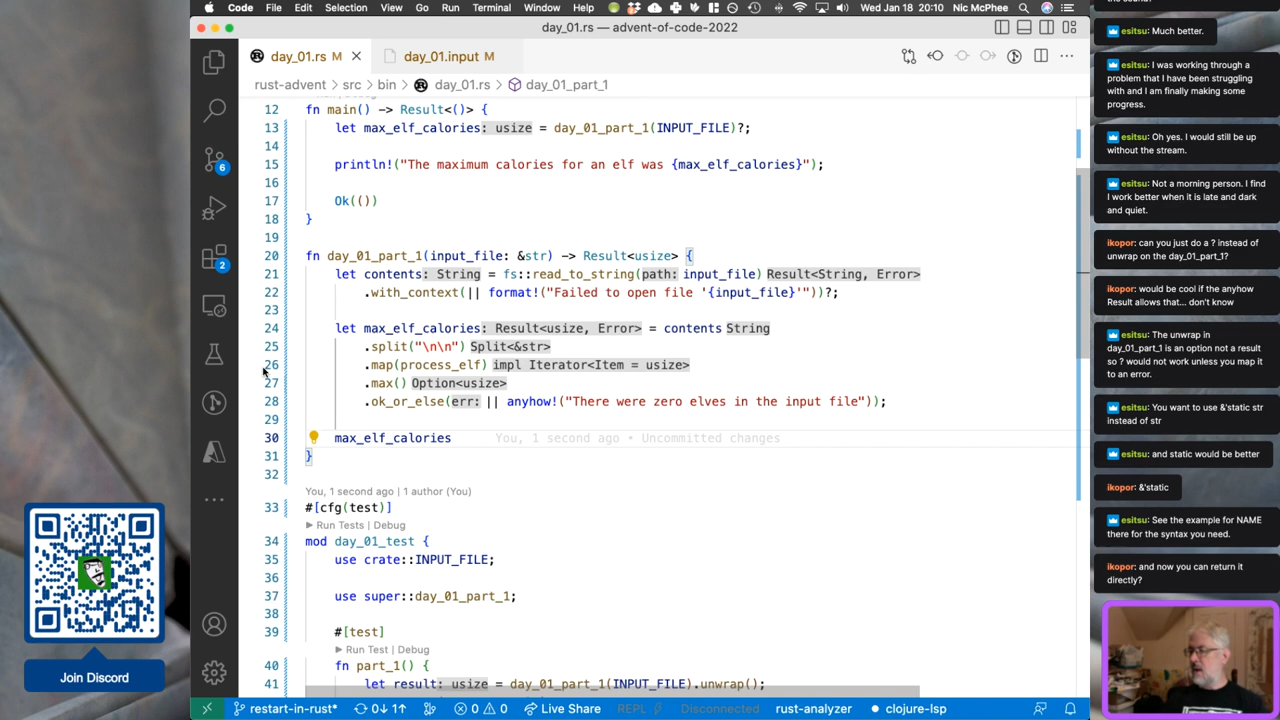 Code File Edit Selection View Go Run Terminal Window Help Wed Jan 18 20:10 Nic McPhee
day_01.rs — advent-of-code-2022
day_01.rs M
day_01.input M
rust-advent > src > bin > day_01.rs > day_01_part_1
12 fn main() -> Result<()> {
13 let max_elf_calories: usize = day_01_part_1(INPUT_FILE)?;
14
15 println!("The maximum calories for an elf was {max_elf_calories}");
16
17 Ok(())
18 }
19
20 fn day_01_part_1(input_file: &str) -> Result<usize> {
21 let contents: String = fs::read_to_string(path: input_file) Result<String, Error>
22 .with_context(|| format!("Failed to open file '{input_file}'"))?;
23
24 let max_elf_calories: Result<usize, Error> = contents String
25 .split("\n\n") Split<&str>
26 .map(process_elf) impl Iterator<Item = usize>
27 .max() Option<usize>
28 .ok_or_else(err: || anyhow!("There were zero elves in the input file"));
29
30 max_elf_calories You, 1 second ago • Uncommitted changes
31 }
32
You, 1 second ago | 1 author (You)
33 #[cfg(test)]
▶ Run Tests | Debug
34 mod day_01_test {
35 use crate::INPUT_FILE;
36
37 use super::day_01_part_1;
38
39 #[test]
▶ Run Test | Debug
40 fn part_1() {
41 let result: usize = day_01_part_1(INPUT_FILE).unwrap();
6
2
restart-in-rust* 0↓ 1↑ 0 0 Live Share REPL Disconnected rust-analyzer clojure-lsp
Join Discord
esitsu: Much better.
esitsu: I was working through a
problem that I have been struggling
with and I am finally making some
progress.
esitsu: Oh yes. I would still be up
without the stream.
esitsu: Not a morning person. I find
I work better when it is late and dark
and quiet.
ikopor: can you just do a ? instead of
unwrap on the day_01_part_1?
ikopor: would be cool if the anyhow
Result allows that... don't know
esitsu: The unwrap in
day_01_part_1 is an option not a result
so ? would not work unless you map it
to an error.
esitsu: You want to use &'static str
instead of str
esitsu: and static would be better
ikopor: &'static
esitsu: See the example for NAME
there for the syntax you need.
ikopor: and now you can return it
directly?